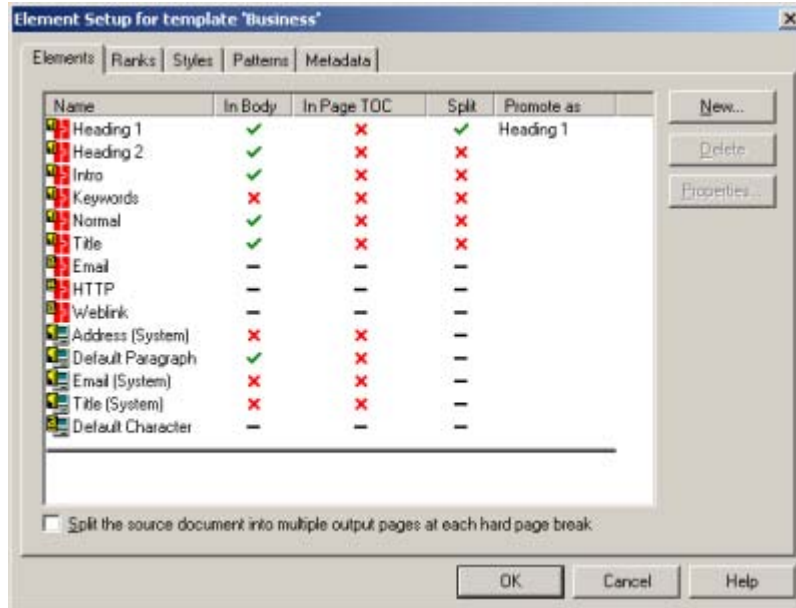 Element Setup for template 'Business'
Elements Ranks Styles Patterns Metadata
Name In Body In Page TOC Split Promote as
Heading 1 Heading 1
Heading 2
Intro
Keywords
Normal
Title
Email
HTTP
Weblink
Address (System)
Default Paragraph
Email (System)
Title (System)
Default Character
New...
Delete
Properties...
Split the source document into multiple output pages at each hard page break
OK Cancel Help